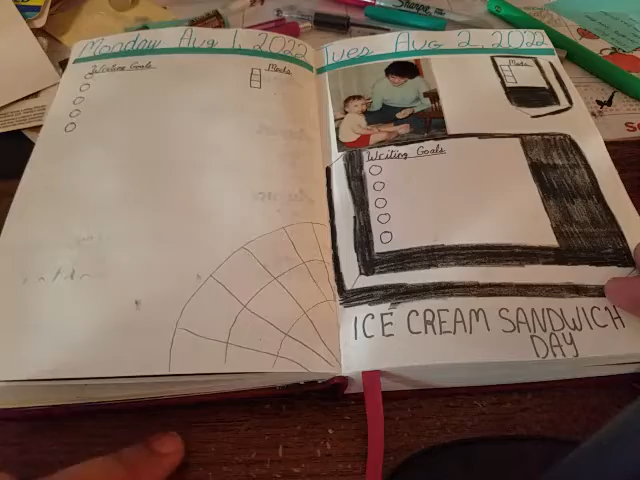 Sharpie
Monday Aug 1, 2022
Writing Goals
Meds
Tues Aug 2, 2022
Meds
Writing Goals
ICE CREAM SANDWICH
DAY